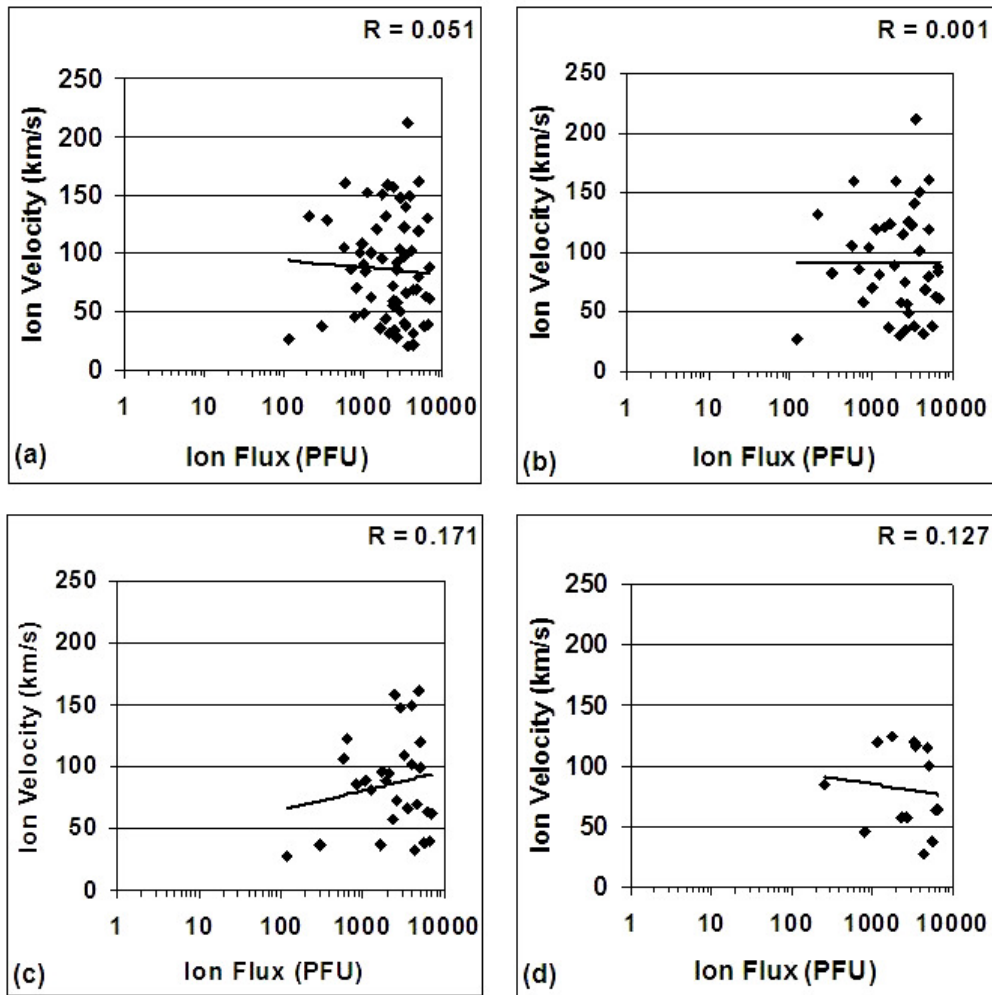 R = 0.051
Ion Velocity (km/s)
250
200
150
100
50
0
1 10 100 1000 10000
Ion Flux (PFU)
(a)
R = 0.001
Ion Velocity (km/s)
250
200
150
100
50
0
1 10 100 1000 10000
Ion Flux (PFU)
(b)
R = 0.171
Ion Velocity (km/s)
250
200
150
100
50
0
1 10 100 1000 10000
Ion Flux (PFU)
(c)
R = 0.127
Ion Velocity (km/s)
250
200
150
100
50
0
1 10 100 1000 10000
Ion Flux (PFU)
(d)